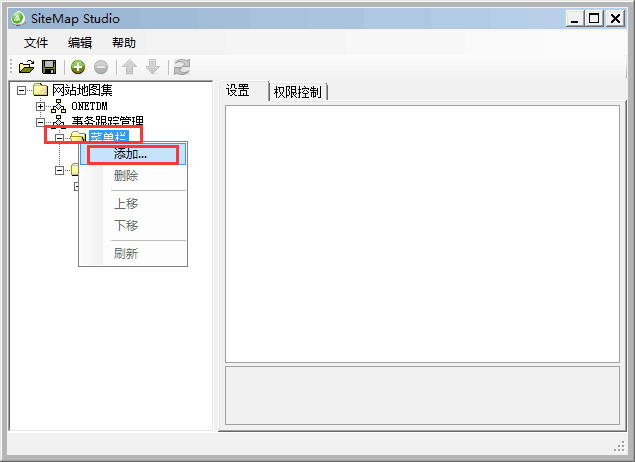 SiteMap Studio
文件 编辑 帮助
网站地图集
ONETDM
事务跟踪管理
菜单栏
添加...
删除
上移
下移
刷新
设置 权限控制